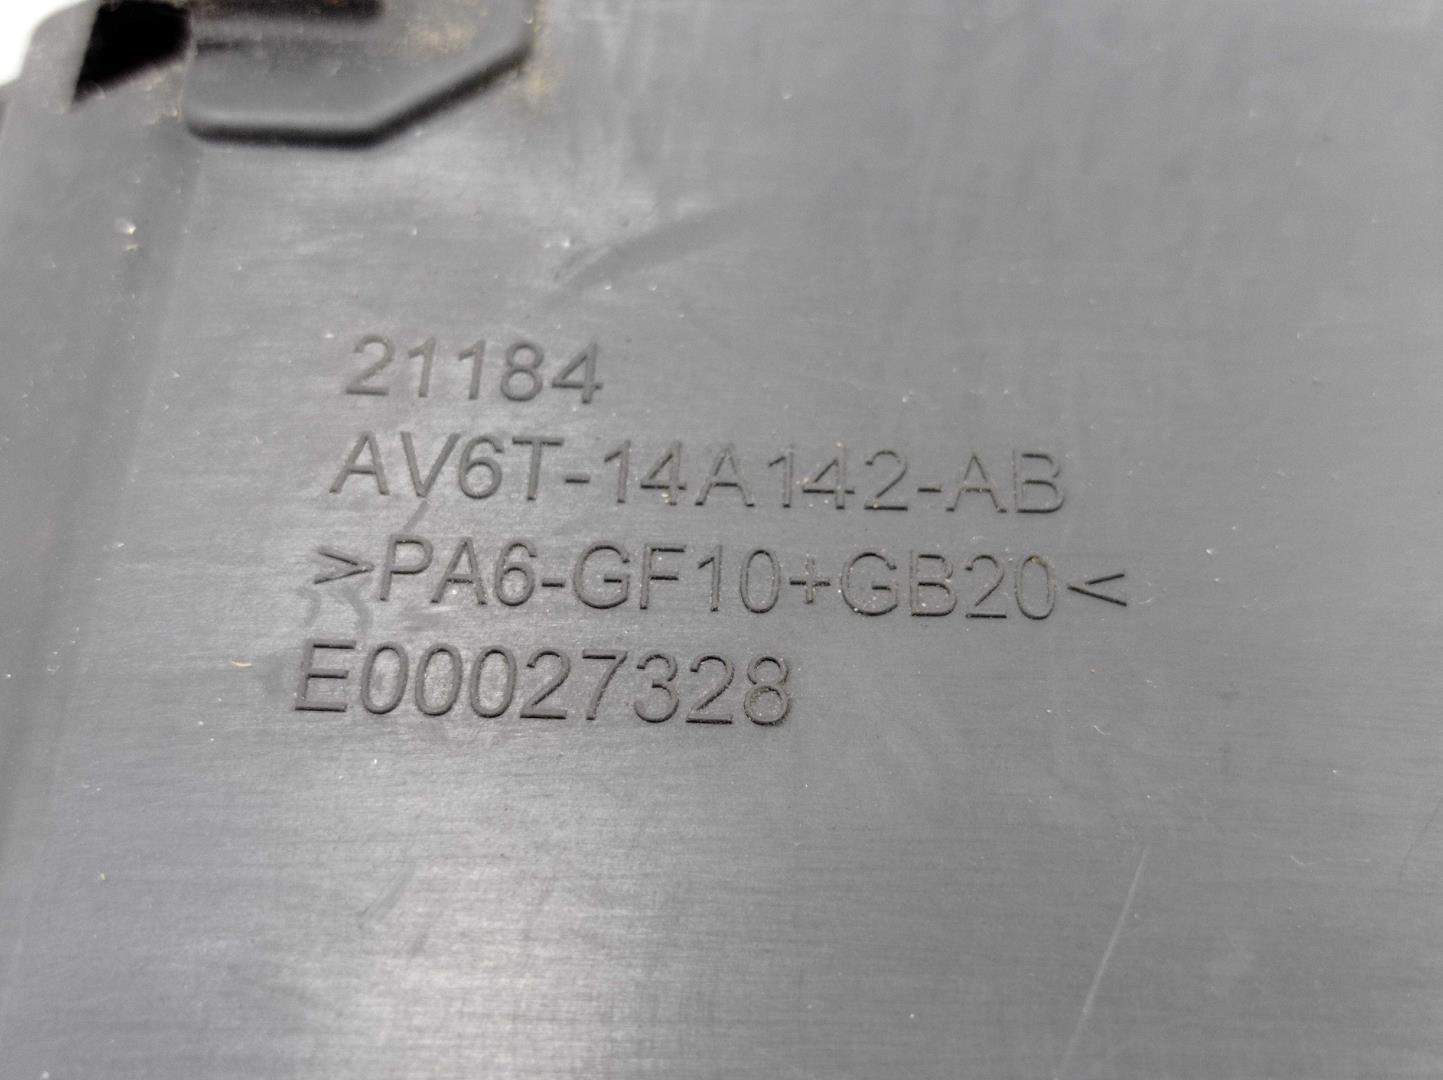 21184
AV6T-14A142-AB
>PA6-GF10+GB20<
E00027328